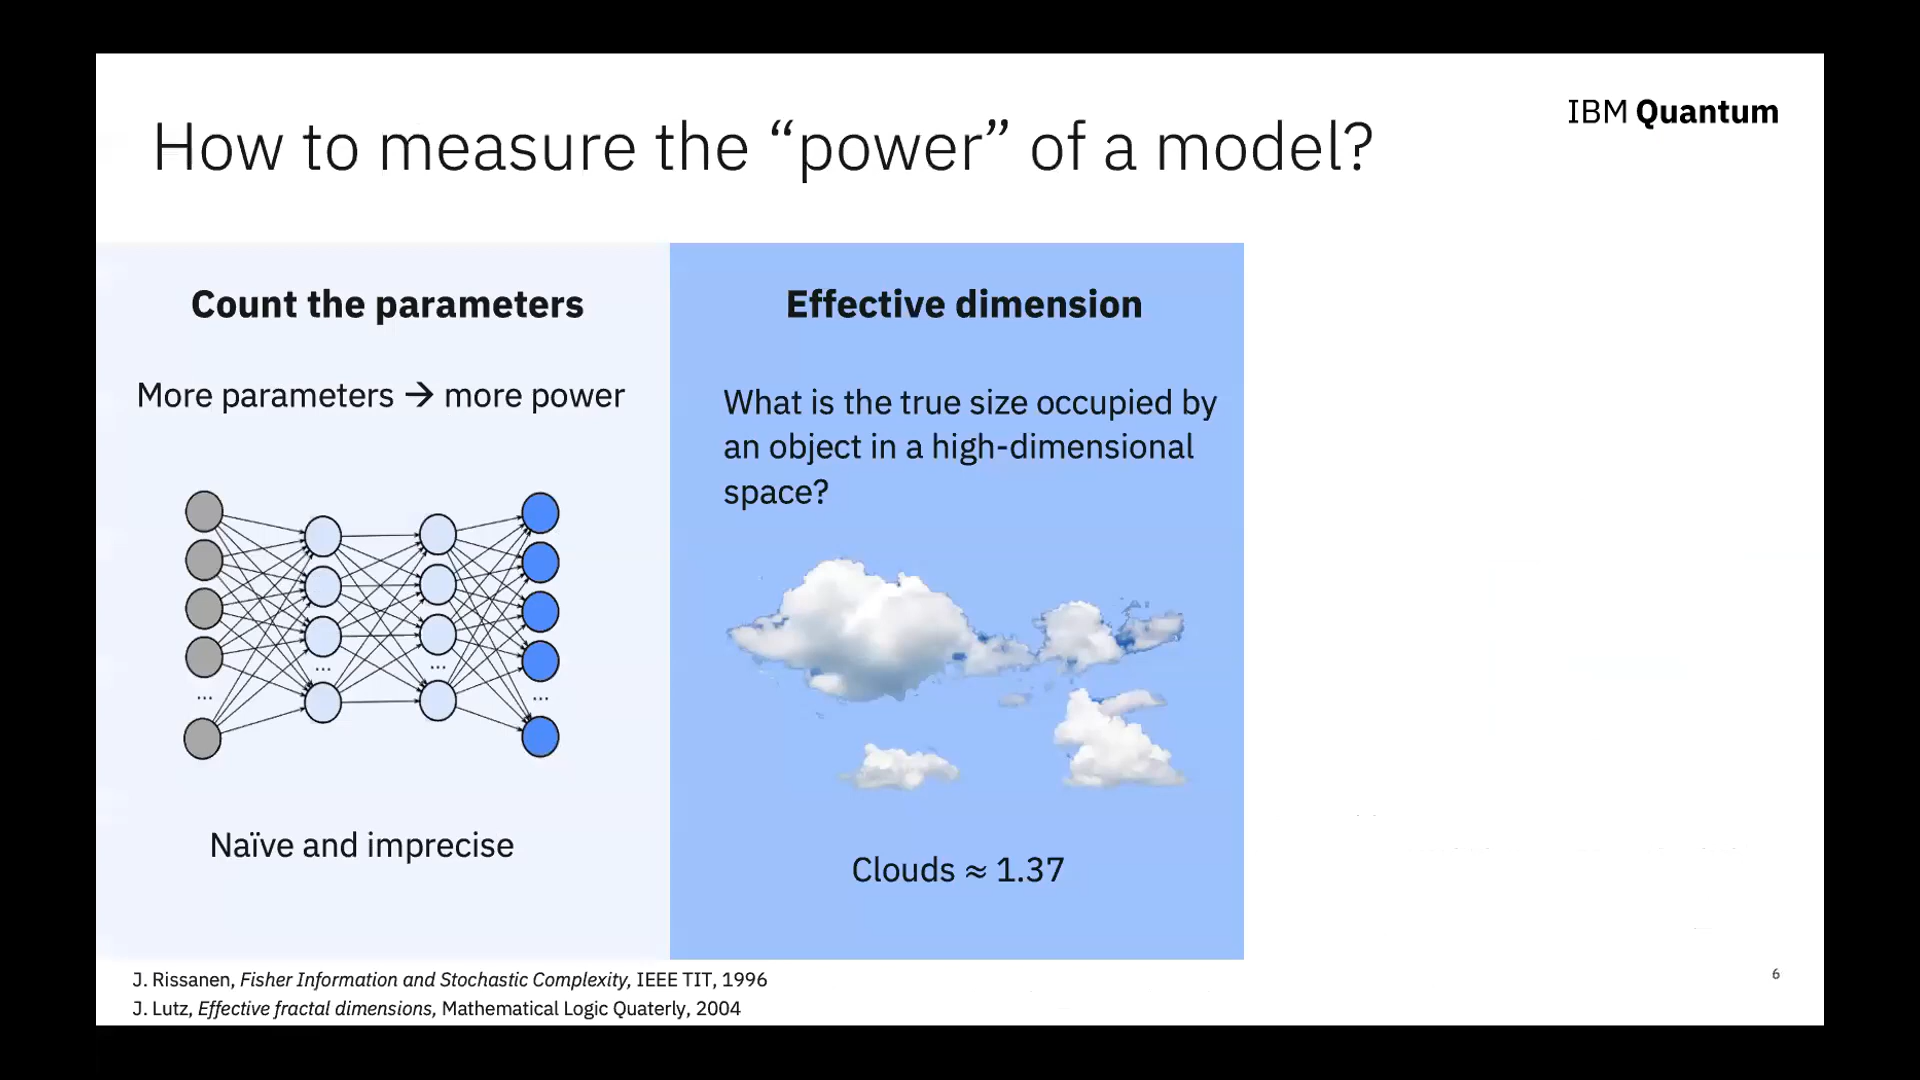 IBM Quantum
How to measure the “power” of a model?
Count the parameters
More parameters → more power
...
...
...
...
Naïve and imprecise
Effective dimension
What is the true size occupied by
an object in a high-dimensional
space?
Clouds ≈ 1.37
J. Rissanen, Fisher Information and Stochastic Complexity, IEEE TIT, 1996
J. Lutz, Effective fractal dimensions, Mathematical Logic Quaterly, 2004
6